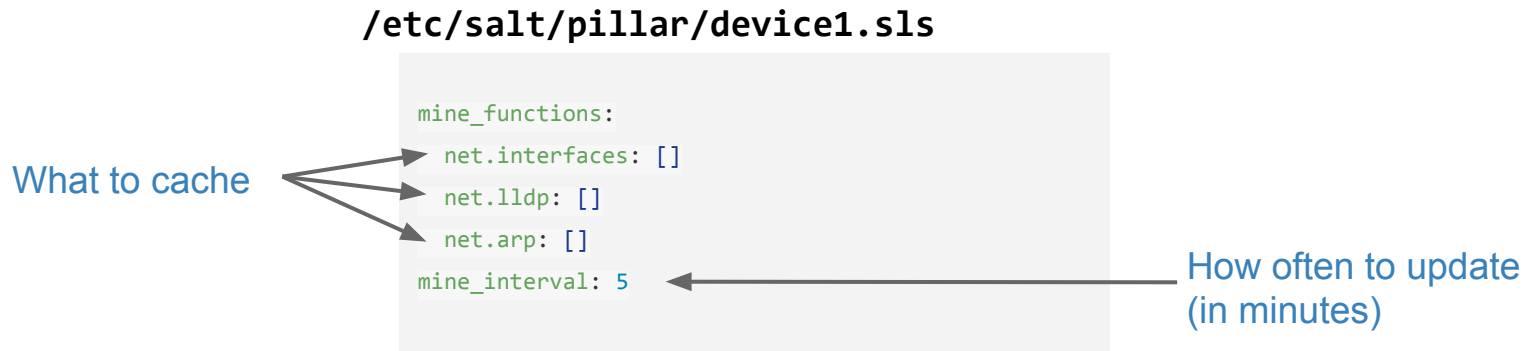 /etc/salt/pillar/device1.sls
mine_functions:
  net.interfaces: []
What to cache
  net.lldp: []
  net.arp: []
mine_interval: 5
How often to update
(in minutes)